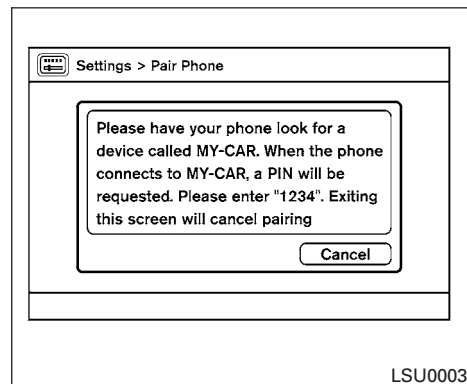 Settings > Pair Phone
Please have your phone look for a
device called MY-CAR. When the phone
connects to MY-CAR, a PIN will be
requested. Please enter "1234". Exiting
this screen will cancel pairing
Cancel
LSU0003